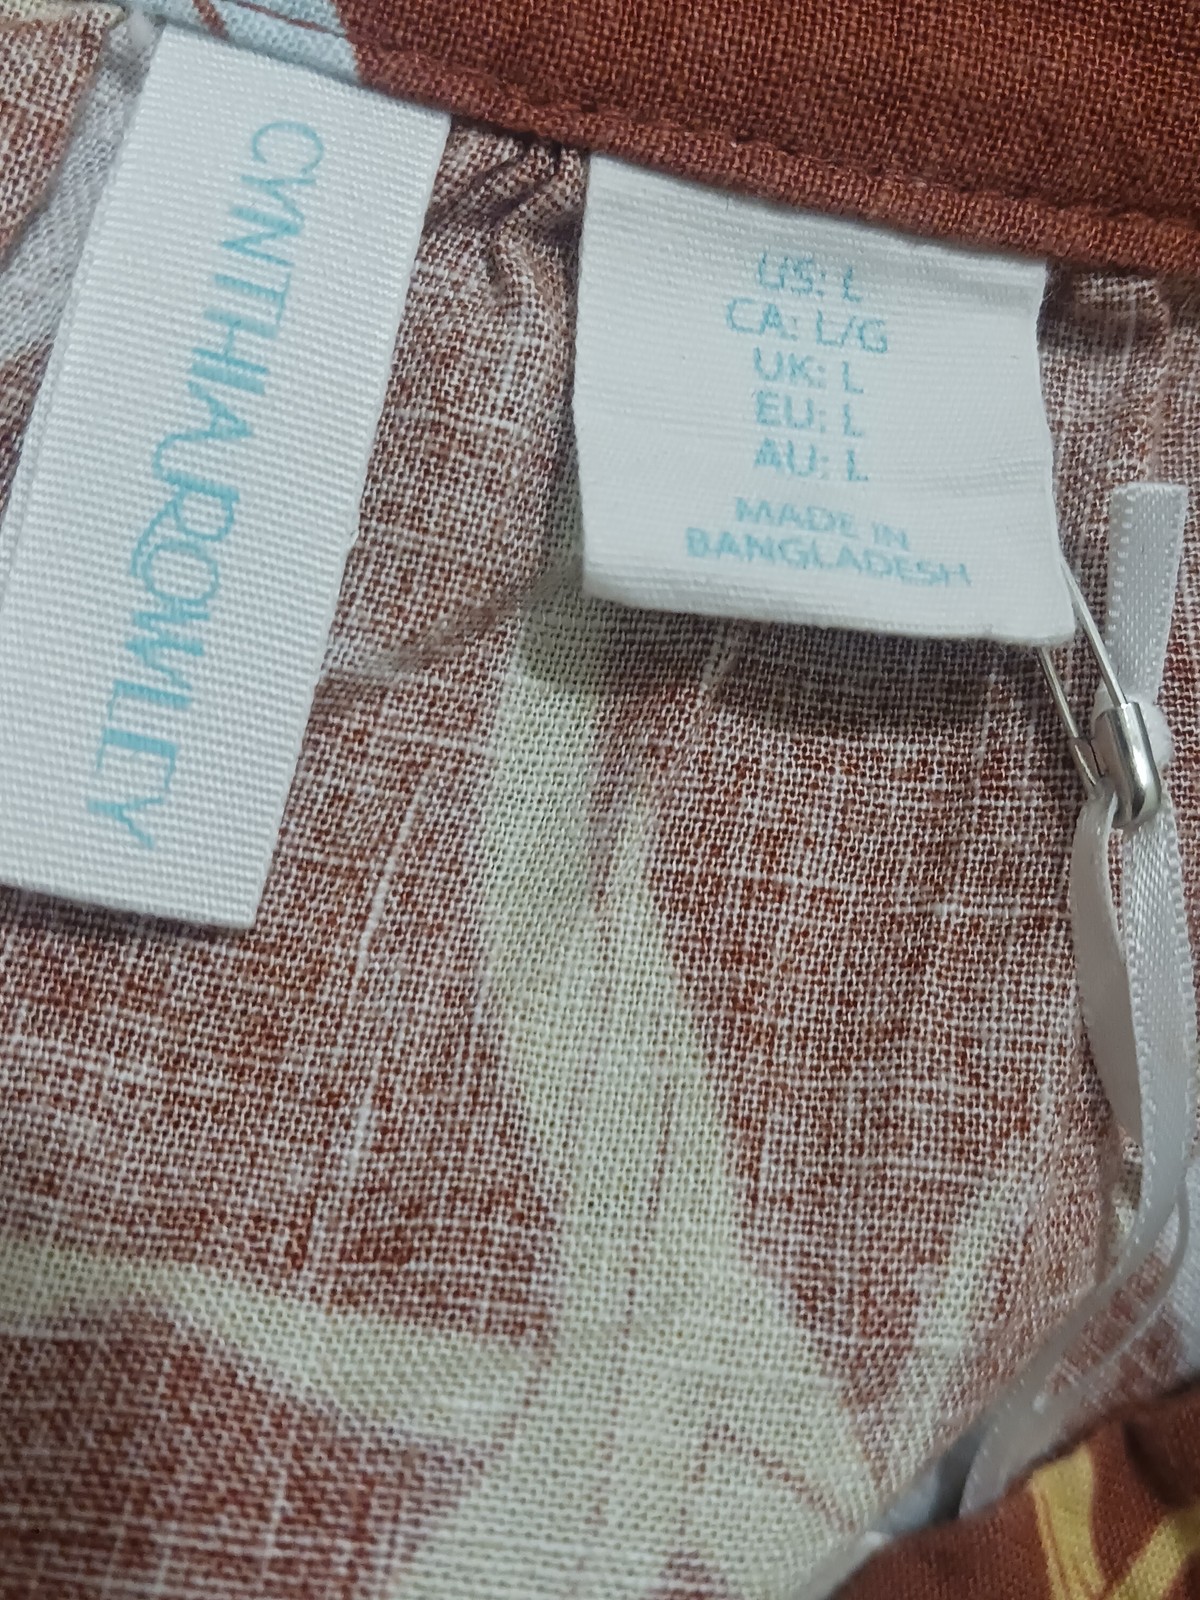 CYNTHIA ROWLEY
US: L
CA: L/G
UK: L
EU: L
AU: L
MADE IN
BANGLADESH